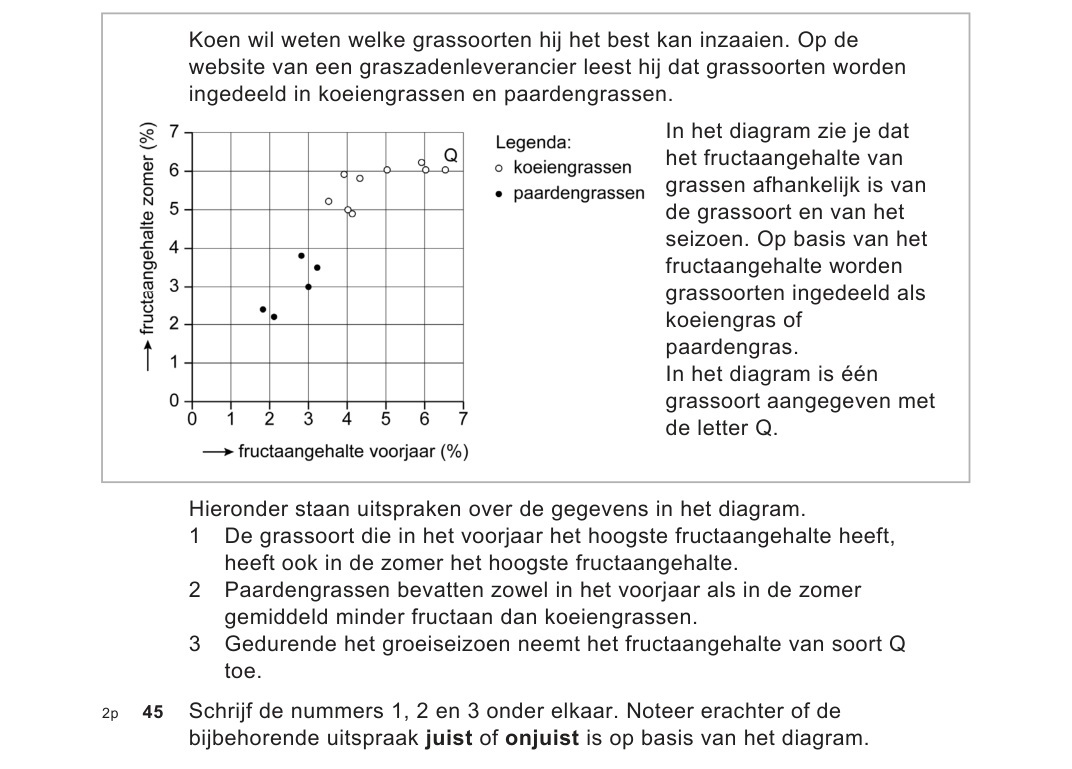 Koen wil weten welke grassoorten hij het best kan inzaaien. Op de
website van een graszadenleverancier leest hij dat grassoorten worden
ingedeeld in koeiengrassen en paardengrassen.
fructaangehalte zomer (%)
7
6
5
4
3
2
1
0
Q
0 1 2 3 4 5 6 7
fructaangehalte voorjaar (%)
Legenda:
koeiengrassen
paardengrassen
In het diagram zie je dat
het fructaangehalte van
grassen afhankelijk is van
de grassoort en van het
seizoen. Op basis van het
fructaangehalte worden
grassoorten ingedeeld als
koeiengras of
paardengras.
In het diagram is één
grassoort aangegeven met
de letter Q.
Hieronder staan uitspraken over de gegevens in het diagram.
1 De grassoort die in het voorjaar het hoogste fructaangehalte heeft,
heeft ook in de zomer het hoogste fructaangehalte.
2 Paardengrassen bevatten zowel in het voorjaar als in de zomer
gemiddeld minder fructaan dan koeiengrassen.
3 Gedurende het groeiseizoen neemt het fructaangehalte van soort Q
toe.
2p 45 Schrijf de nummers 1, 2 en 3 onder elkaar. Noteer erachter of de
bijbehorende uitspraak juist of onjuist is op basis van het diagram.